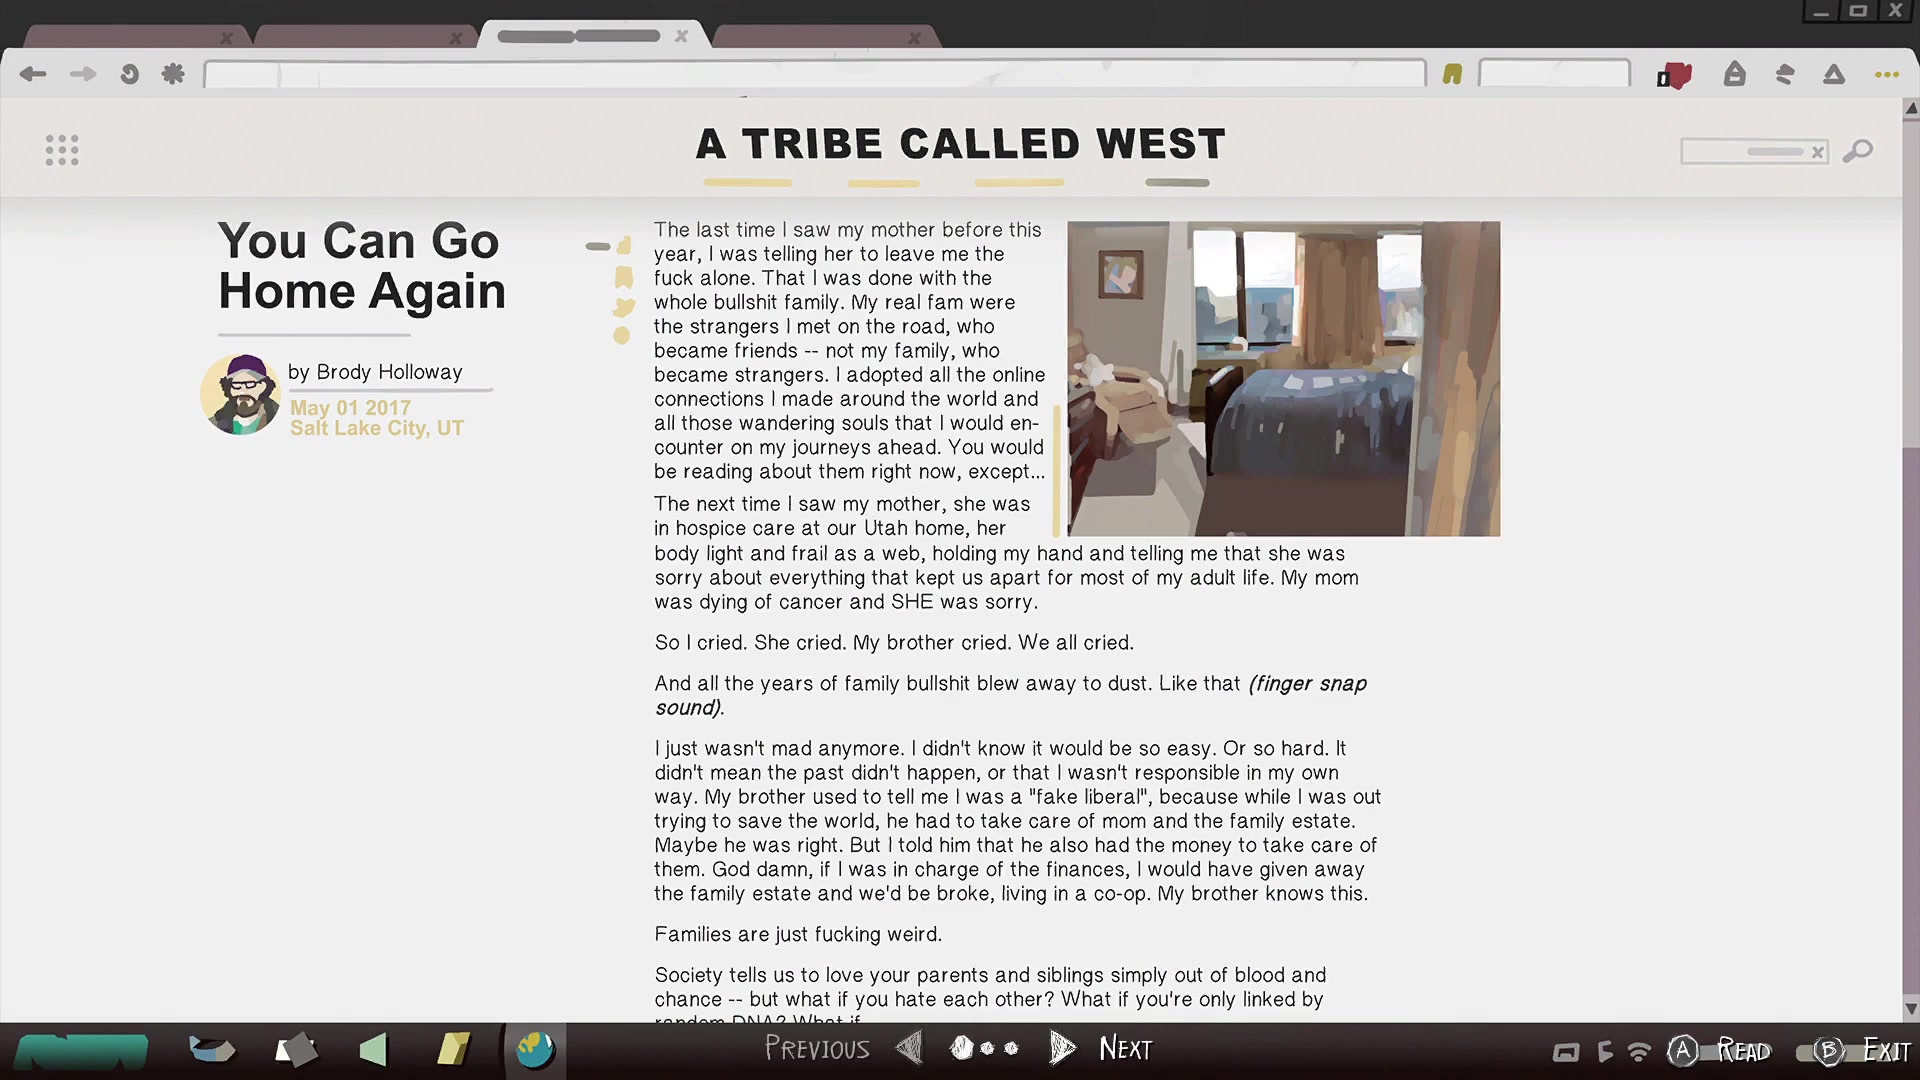 A TRIBE CALLED WEST
You Can Go
Home Again
by Brody Holloway
May 01 2017
Salt Lake City, UT
The last time I saw my mother before this
year, I was telling her to leave me the
fuck alone. That I was done with the
whole bullshit family. My real fam were
the strangers I met on the road, who
became friends -- not my family, who
became strangers. I adopted all the online
connections I made around the world and
all those wandering souls that I would en-
counter on my journeys ahead. You would
be reading about them right now, except...
The next time I saw my mother, she was
in hospice care at our Utah home, her
body light and frail as a web, holding my hand and telling me that she was
sorry about everything that kept us apart for most of my adult life. My mom
was dying of cancer and SHE was sorry.
So I cried. She cried. My brother cried. We all cried.
And all the years of family bullshit blew away to dust. Like that (finger snap
sound).
I just wasn't mad anymore. I didn't know it would be so easy. Or so hard. It
didn't mean the past didn't happen, or that I wasn't responsible in my own
way. My brother used to tell me I was a "fake liberal", because while I was out
trying to save the world, he had to take care of mom and the family estate.
Maybe he was right. But I told him that he also had the money to take care of
them. God damn, if I was in charge of the finances, I would have given away
the family estate and we'd be broke, living in a co-op. My brother knows this.
Families are just fucking weird.
Society tells us to love your parents and siblings simply out of blood and
chance -- but what if you hate each other? What if you're only linked by
random DNA? What if
Previous
Next
A Read
B Exit